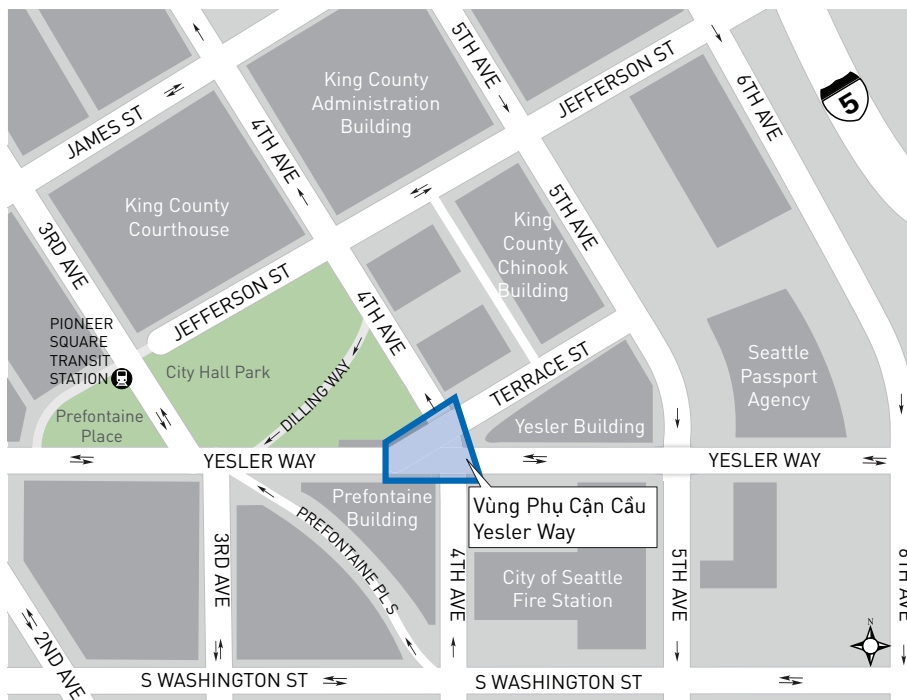 5TH AVE
6TH AVE
5
JEFFERSON ST
King County
Administration
Building
JAMES ST
4TH AVE
King County
Courthouse
3RD AVE
5TH AVE
King
County
Chinook
Building
JEFFERSON ST
4TH AVE
PIONEER
SQUARE
TRANSIT
STATION
City Hall Park
DILLING WAY
TERRACE ST
Seattle
Passport
Agency
Prefontaine
Place
Yesler Building
YESLER WAY
YESLER WAY
Prefontaine
Building
Vùng Phụ Cận Cầu
Yesler Way
PREFONTAINE PL S
3RD AVE
4TH AVE
City of Seattle
Fire Station
5TH AVE
6TH AVE
N
2ND AVE
S WASHINGTON ST
S WASHINGTON ST